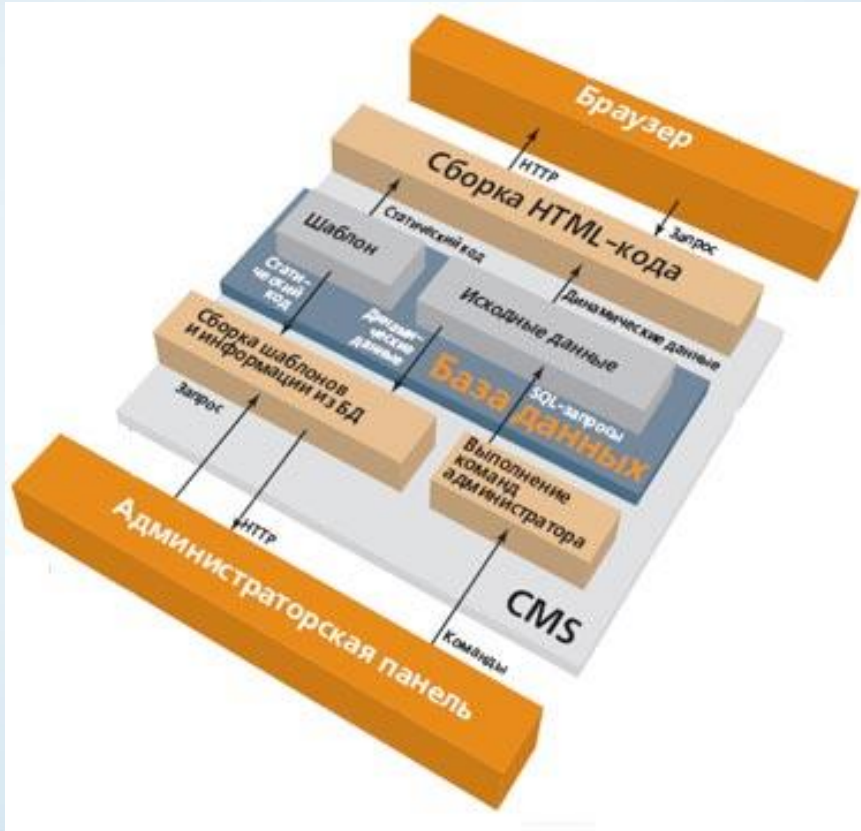 Браузер
HTTP
Запрос
Сборка HTML-кода
Статический код
Динамические данные
Шаблон
Исходные данные
Стати-
ческий
код
Динами-
ческие
данные
База данных
SQL-запросы
Сборка шаблонов
и информации из БД
Выполнение
команд
администратора
Запрос
HTTP
Команды
CMS
Администраторская панель